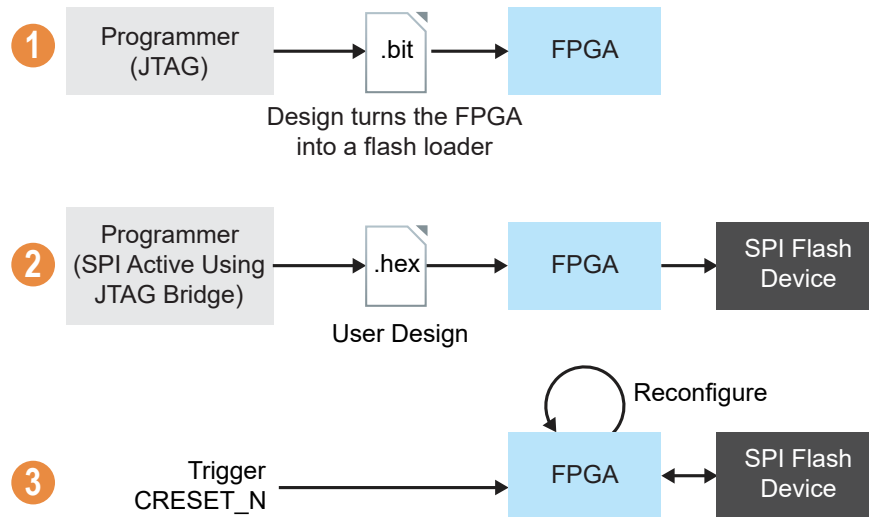 1
Programmer
(JTAG)
.bit
FPGA
Design turns the FPGA
into a flash loader
2
Programmer
(SPI Active Using
JTAG Bridge)
.hex
FPGA
SPI Flash
Device
User Design
Reconfigure
3
Trigger
CRESET_N
FPGA
SPI Flash
Device